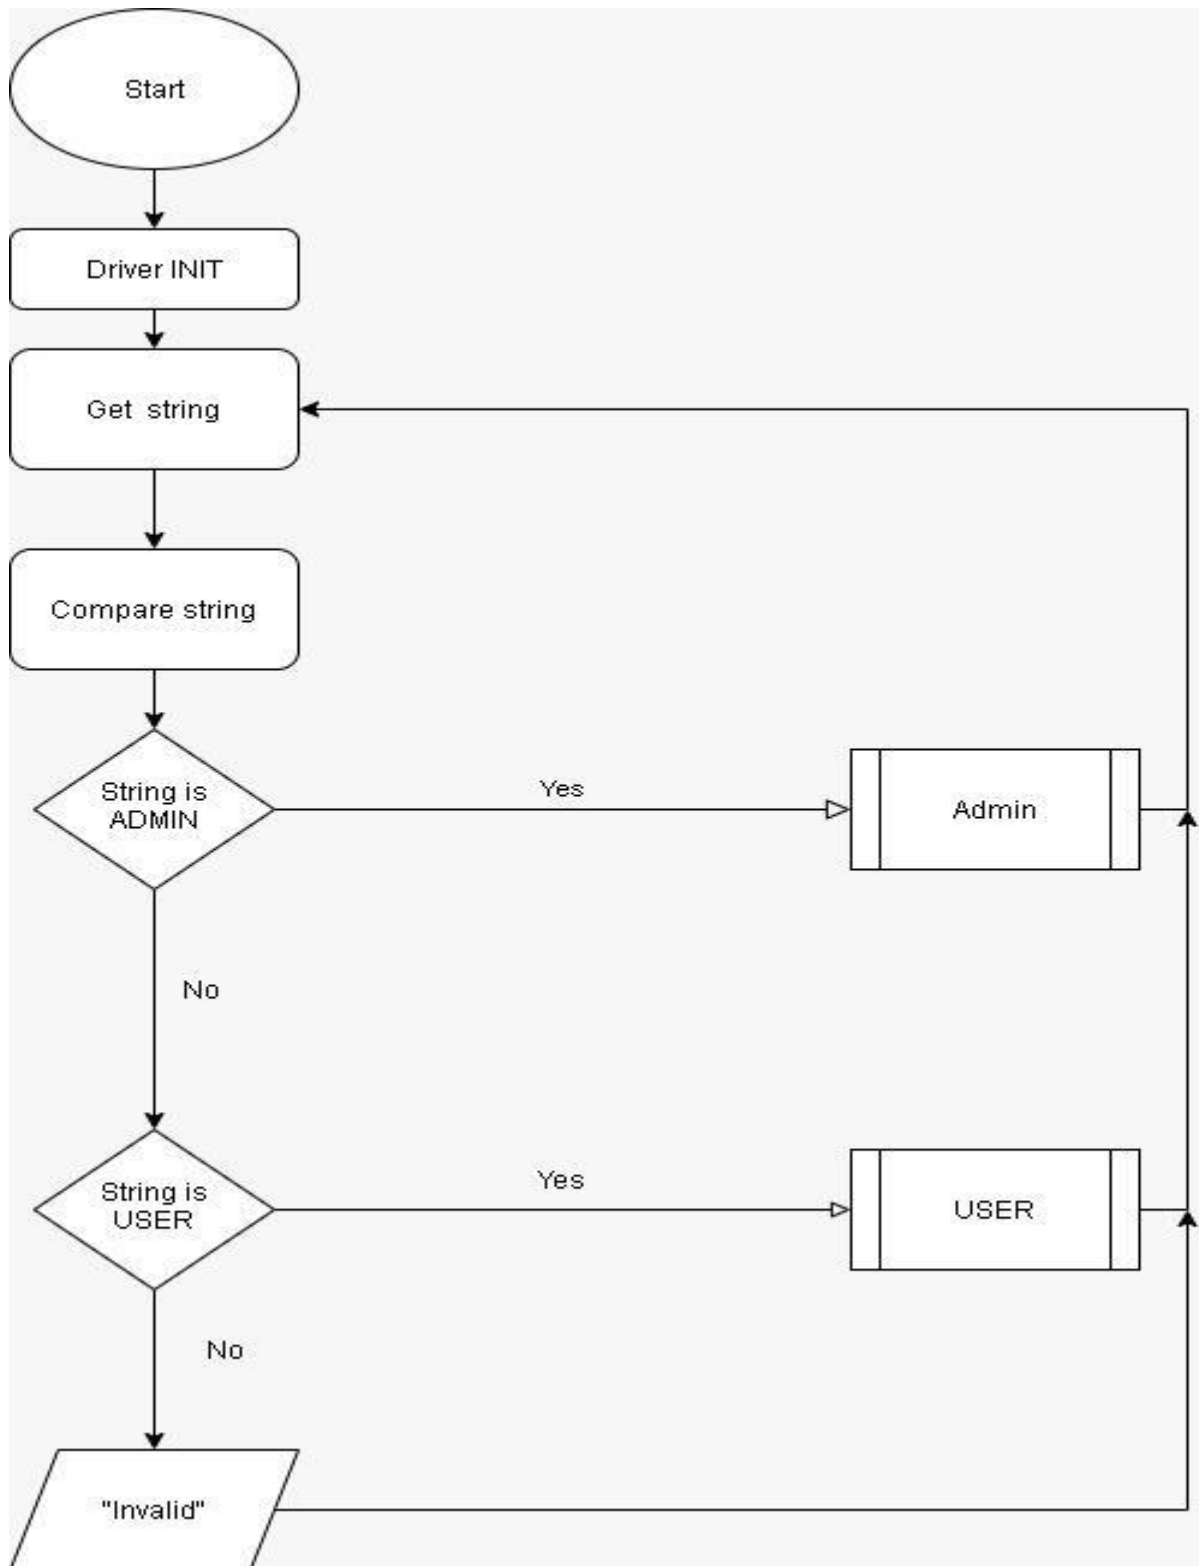 Start
Driver INIT
Get  string
Compare string
String is
ADMIN
Yes
Admin
No
String is
USER
Yes
USER
No
"Invalid"